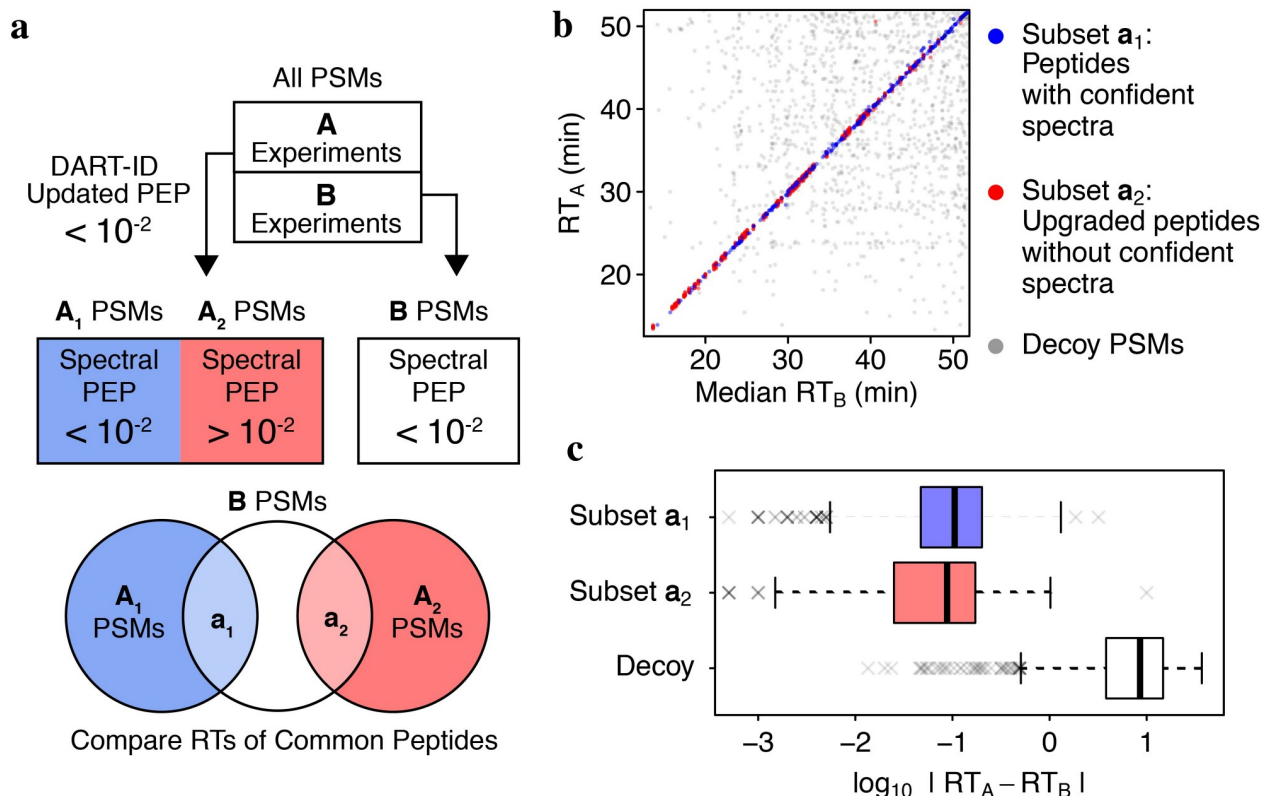 a
All PSMs
A
Experiments
B
Experiments
DART-ID
Updated PEP
< 10⁻²
A₁ PSMs
A₂ PSMs
B PSMs
Spectral
PEP
< 10⁻²
Spectral
PEP
> 10⁻²
Spectral
PEP
< 10⁻²
B PSMs
A₁
PSMs
a₁
a₂
A₂
PSMs
Compare RTs of Common Peptides
b
50
40
30
20
RT_A (min)
20 30 40 50
Median RT_B (min)
Subset a₁:
Peptides
with confident
spectra
Subset a₂:
Upgraded peptides
without confident
spectra
Decoy PSMs
c
Subset a₁
Subset a₂
Decoy
−3 −2 −1 0 1
log₁₀ | RT_A − RT_B |